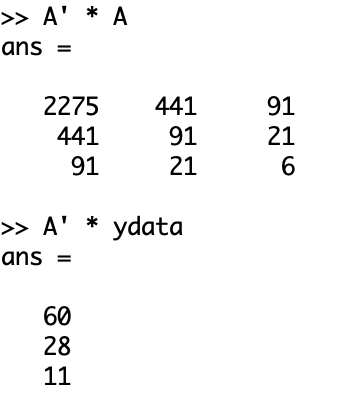 >> A' * A
ans =
2275 441 91
441 91 21
91 21 6
>> A' * ydata
ans =
60
28
11